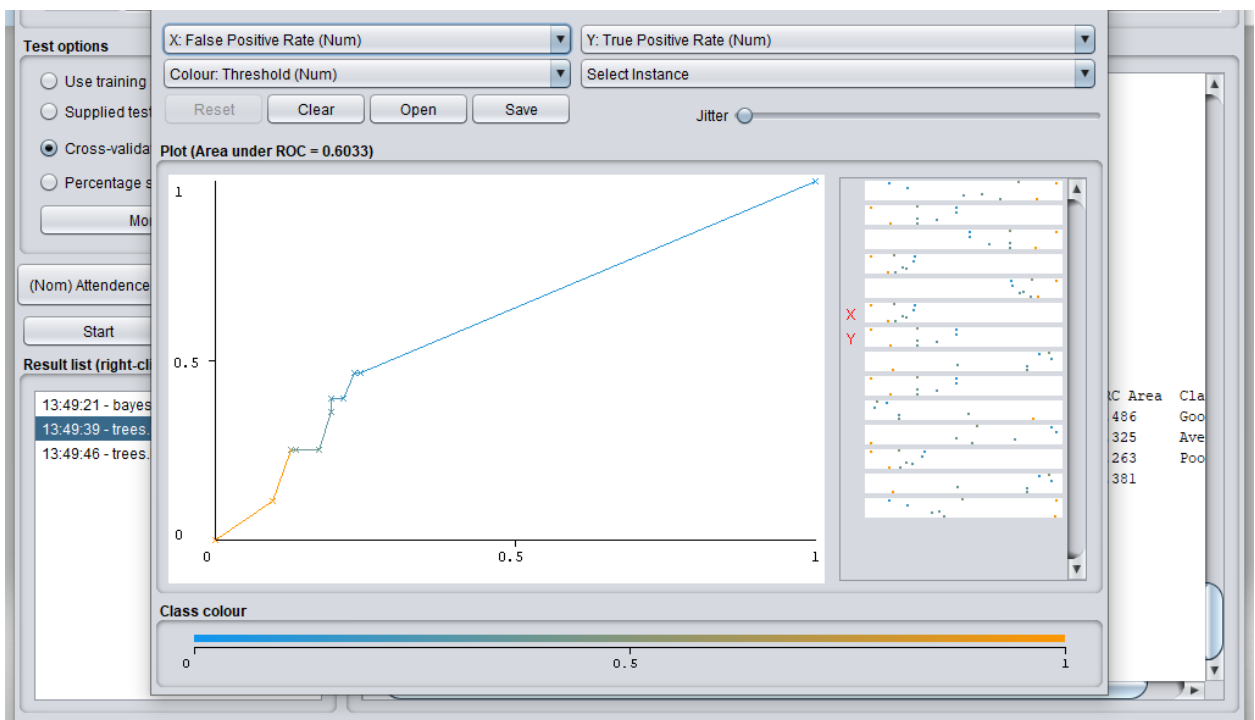 X: False Positive Rate (Num)
Y: True Positive Rate (Num)
Colour: Threshold (Num)
Select Instance
Reset
Clear
Open
Save
Jitter
Plot (Area under ROC = 0.6033)
1
0.5
0
0
0.5
1
X
Y
Class colour
0
0.5
1
Test options
Use training
Supplied test
Cross-valida
Percentage s
Mo
(Nom) Attendence
Start
Result list (right-cli
13:49:21 - bayes
13:49:39 - trees.
13:49:46 - trees.
Area Cla
486 Goo
325 Ave
263 Poo
.381